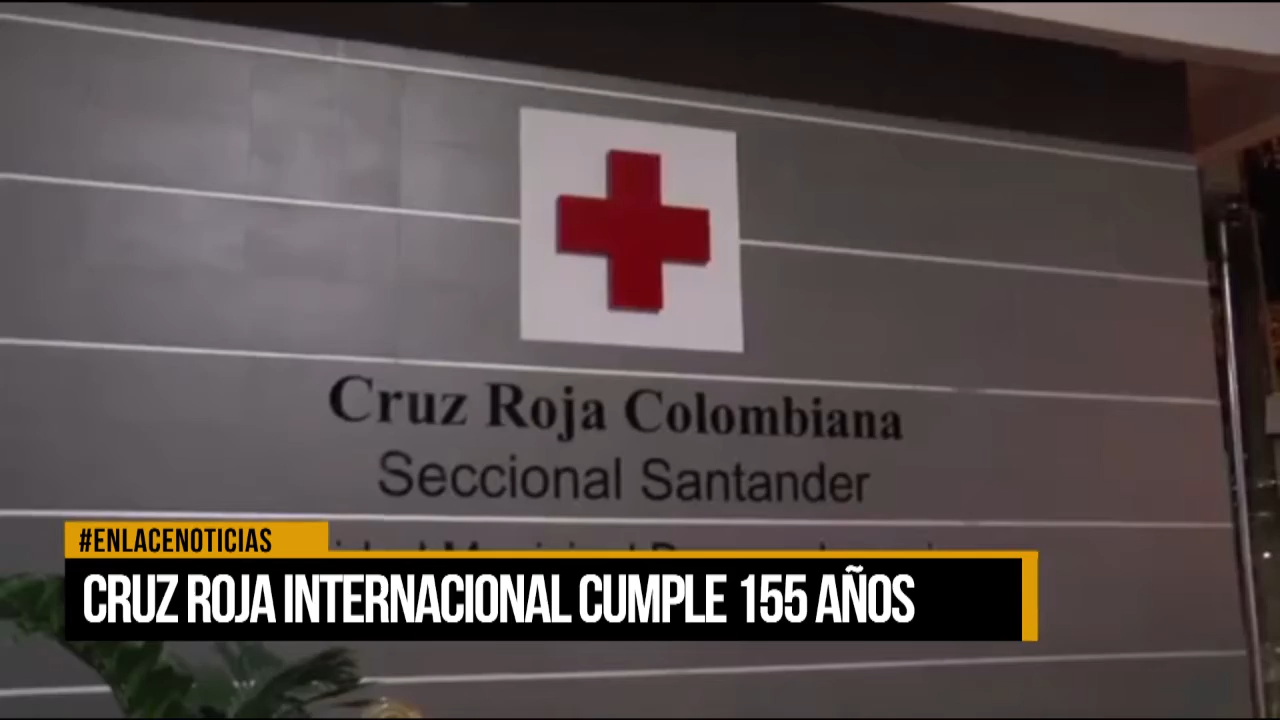 Cruz Roja Colombiana
Seccional Santander
#ENLACENOTICIAS
CRUZ ROJA INTERNACIONAL CUMPLE 155 AÑOS